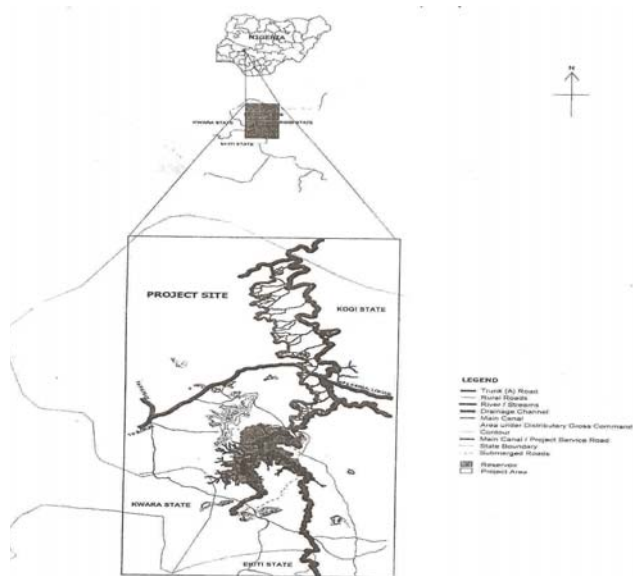 NIGERIA
N
KWARA STATE
EKITI STATE
PROJECT SITE
KOGI STATE
LEGEND
Trunk (A) Road
Rural Roads
River / Streams
Drainage Channel
Main Canal
Area under Distributary Gross Command
Contour
Main Canal / Project Service Road
State Boundary
Submerged Roads
Reservoir
Project Area
KWARA STATE
EKITI STATE